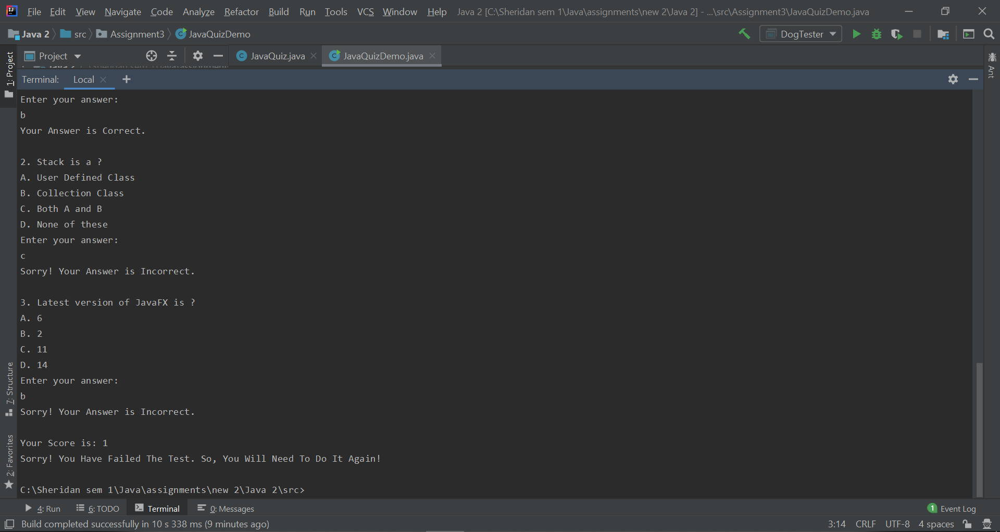 File Edit View Navigate Code Analyze Refactor Build Run Tools VCS Window Help Java 2 [C:\Sheridan sem 1\Java\assignments\new 2\Java 2] - ...\src\Assignment3\JavaQuizDemo.java
Java 2 src Assignment3 JavaQuizDemo DogTester
Project JavaQuiz.java JavaQuizDemo.java
1: Project
Ant
Terminal: Local
Enter your answer:
b
Your Answer is Correct.
2. Stack is a ?
A. User Defined Class
B. Collection Class
C. Both A and B
D. None of these
Enter your answer:
c
Sorry! Your Answer is Incorrect.
3. Latest version of JavaFX is ?
A. 6
B. 2
C. 11
D. 14
Enter your answer:
b
Sorry! Your Answer is Incorrect.
Your Score is: 1
Sorry! You Have Failed The Test. So, You Will Need To Do It Again!
C:\Sheridan sem 1\Java\assignments\new 2\Java 2\src>
7: Structure
2: Favorites
4: Run 6: TODO Terminal 0: Messages 1 Event Log
Build completed successfully in 10 s 338 ms (9 minutes ago) 3:14 CRLF UTF-8 4 spaces